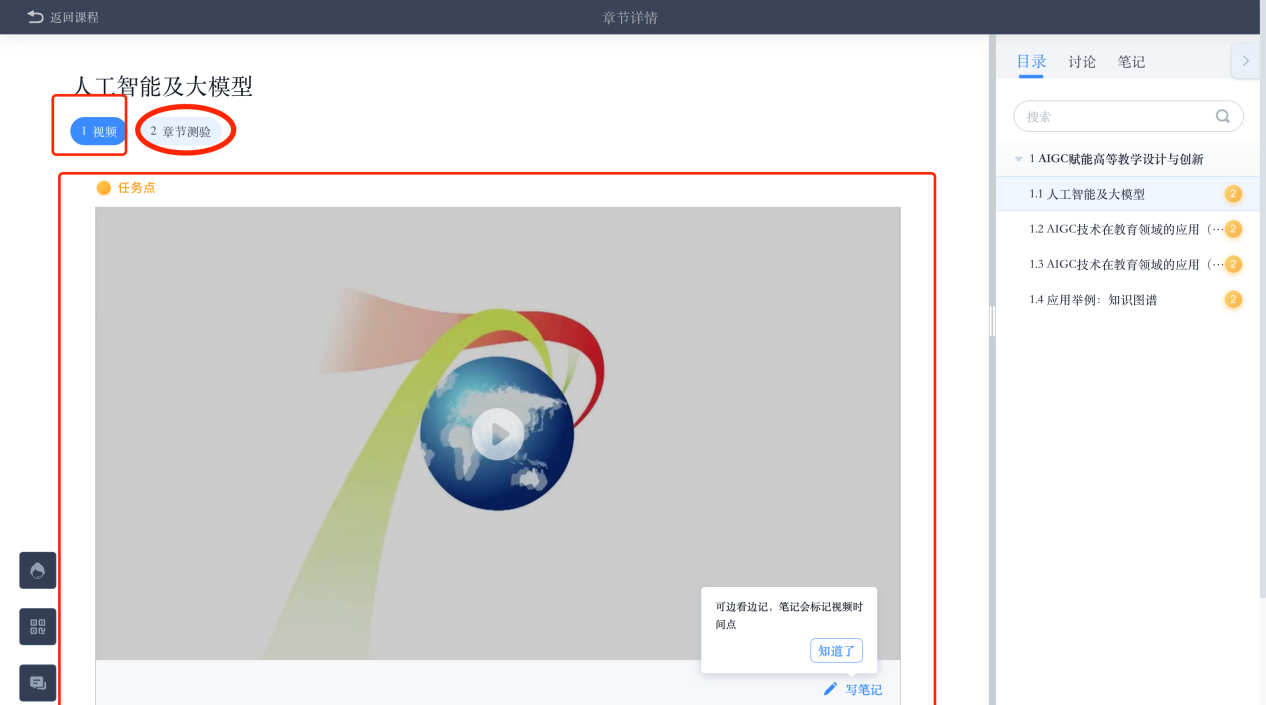 返回课程
章节详情
人工智能及大模型
1 视频
2 章节测验
任务点
可边看边记，笔记会标记视频时
间点
知道了
写笔记
目录 讨论 笔记
搜索
1 AIGC赋能高等教学设计与创新
1.1 人工智能及大模型 2
1.2 AIGC技术在教育领域的应用（… 2
1.3 AIGC技术在教育领域的应用（… 2
1.4 应用举例：知识图谱 2